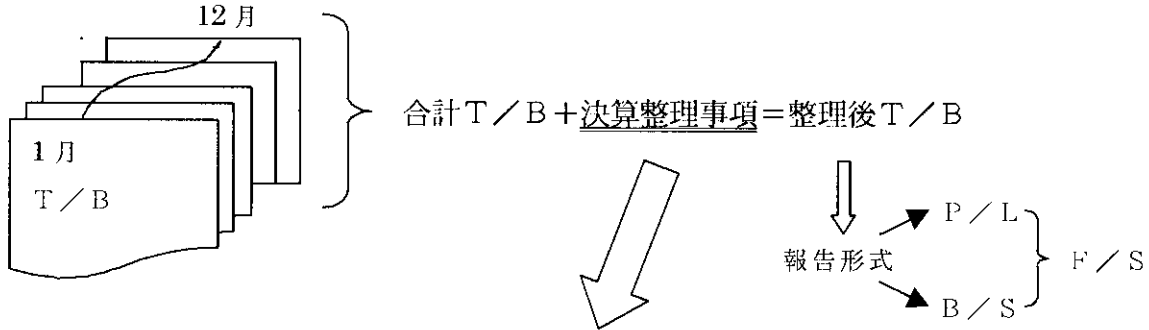 12月
1月
T/B
合計T/B+決算整理事項=整理後T/B
報告形式
P/L
B/S
F/S